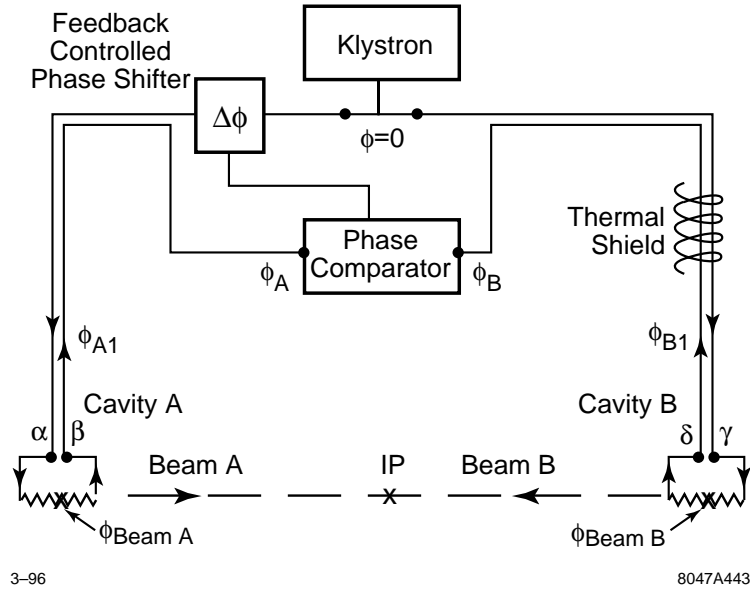 Feedback
Controlled
Phase Shifter
Klystron
Δϕ
ϕ=0
Phase
Comparator
ϕA
ϕB
Thermal
Shield
ϕA1
ϕB1
Cavity A
Cavity B
α β
δ γ
Beam A
IP
Beam B
x
ϕBeam A
ϕBeam B
3–96
8047A443